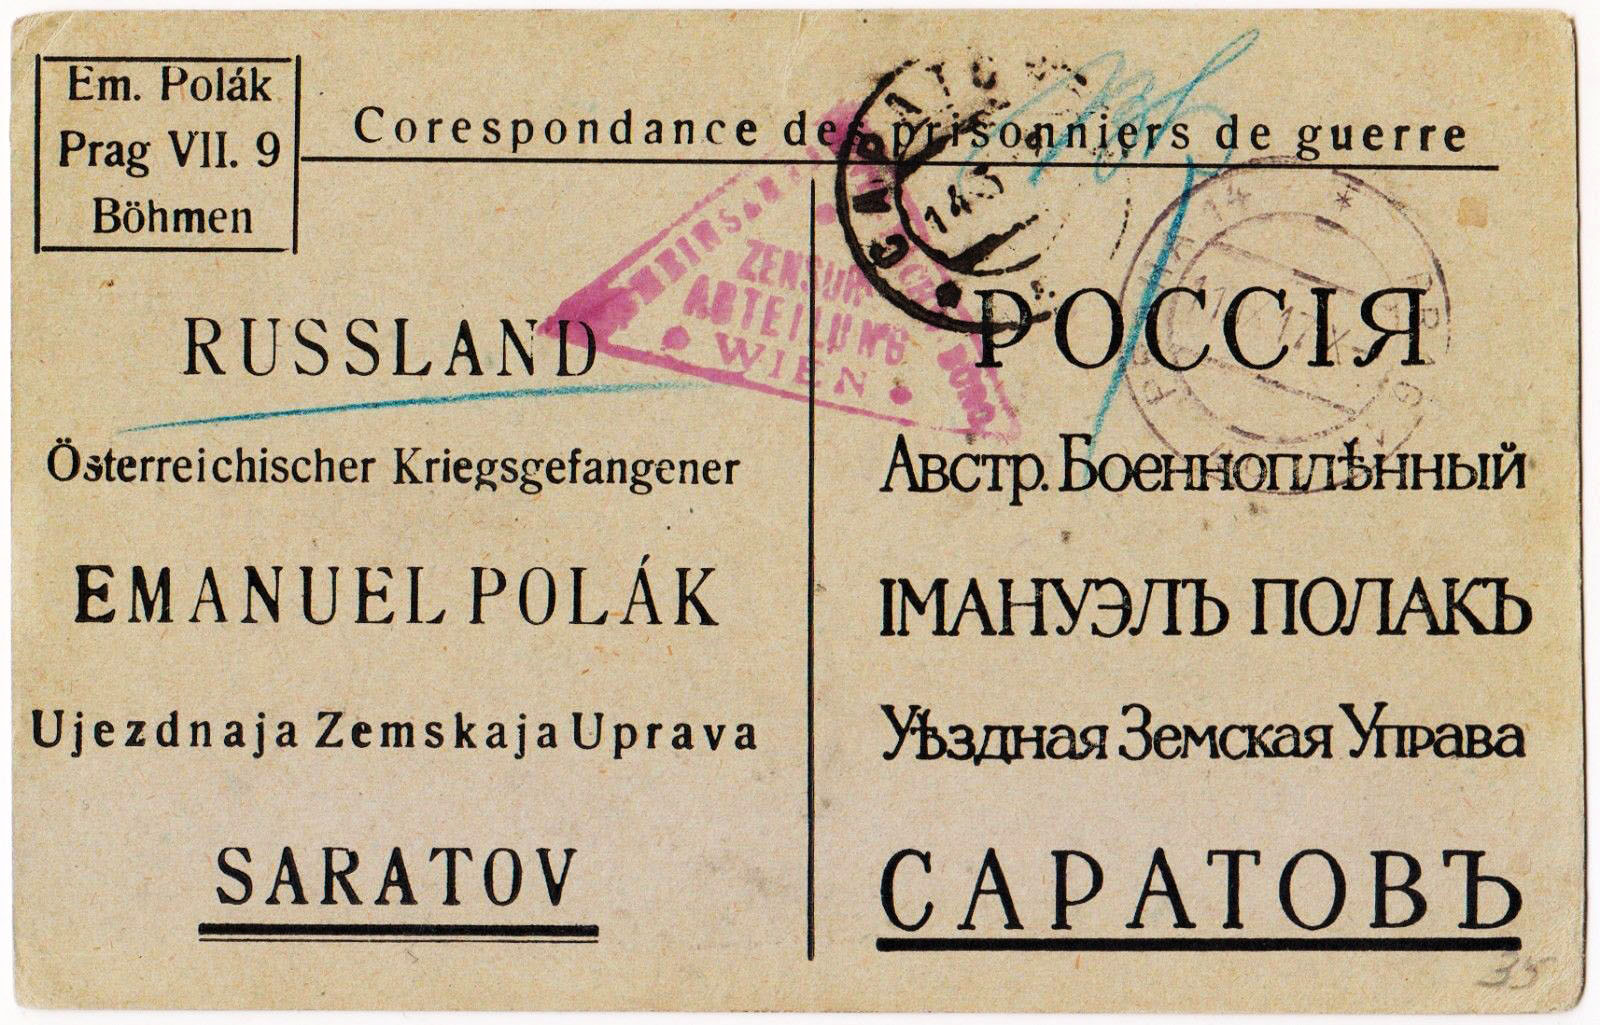 Em. Polák
Prag VII. 9
Böhmen
Corespondance des prisonniers de guerre
ZENSUR
ABTEILUNG
WIEN
RUSSLAND
Österreichischer Kriegsgefangener
EMANUEL POLÁK
Ujezdnaja Zemskaja Uprava
SARATOV
РОССІЯ
Австр. Боенноплѣнный
ІМАНУЭЛЪ ПОЛАКЪ
Уѣздная Земская Управа
САРАТОВЪ
35